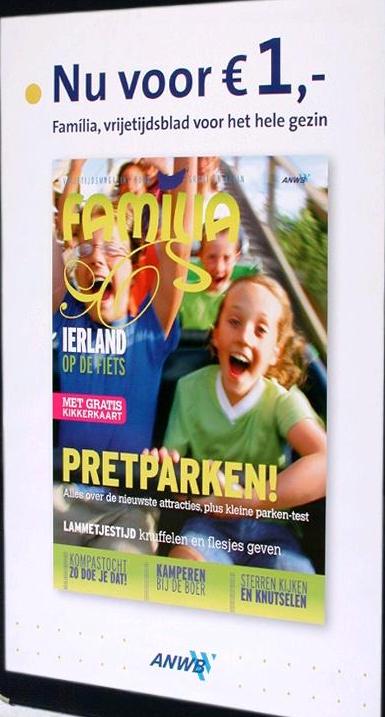 Nu voor € 1,-
Família, vrijetijdsblad voor het hele gezin
ANWB
FAMILIA
IERLAND
OP DE FIETS
MET GRATIS
KIKKERKAART
PRETPARKEN!
Alles over de nieuwste attracties, plus kleine parken-test
LAMMETJESTIJD knuffelen en flesjes geven
KOMPASTOCHT
ZÓ DOE JE DAT!
KAMPEREN
BIJ DE BOER
STERREN KIJKEN
EN KNUTSELEN
ANWB